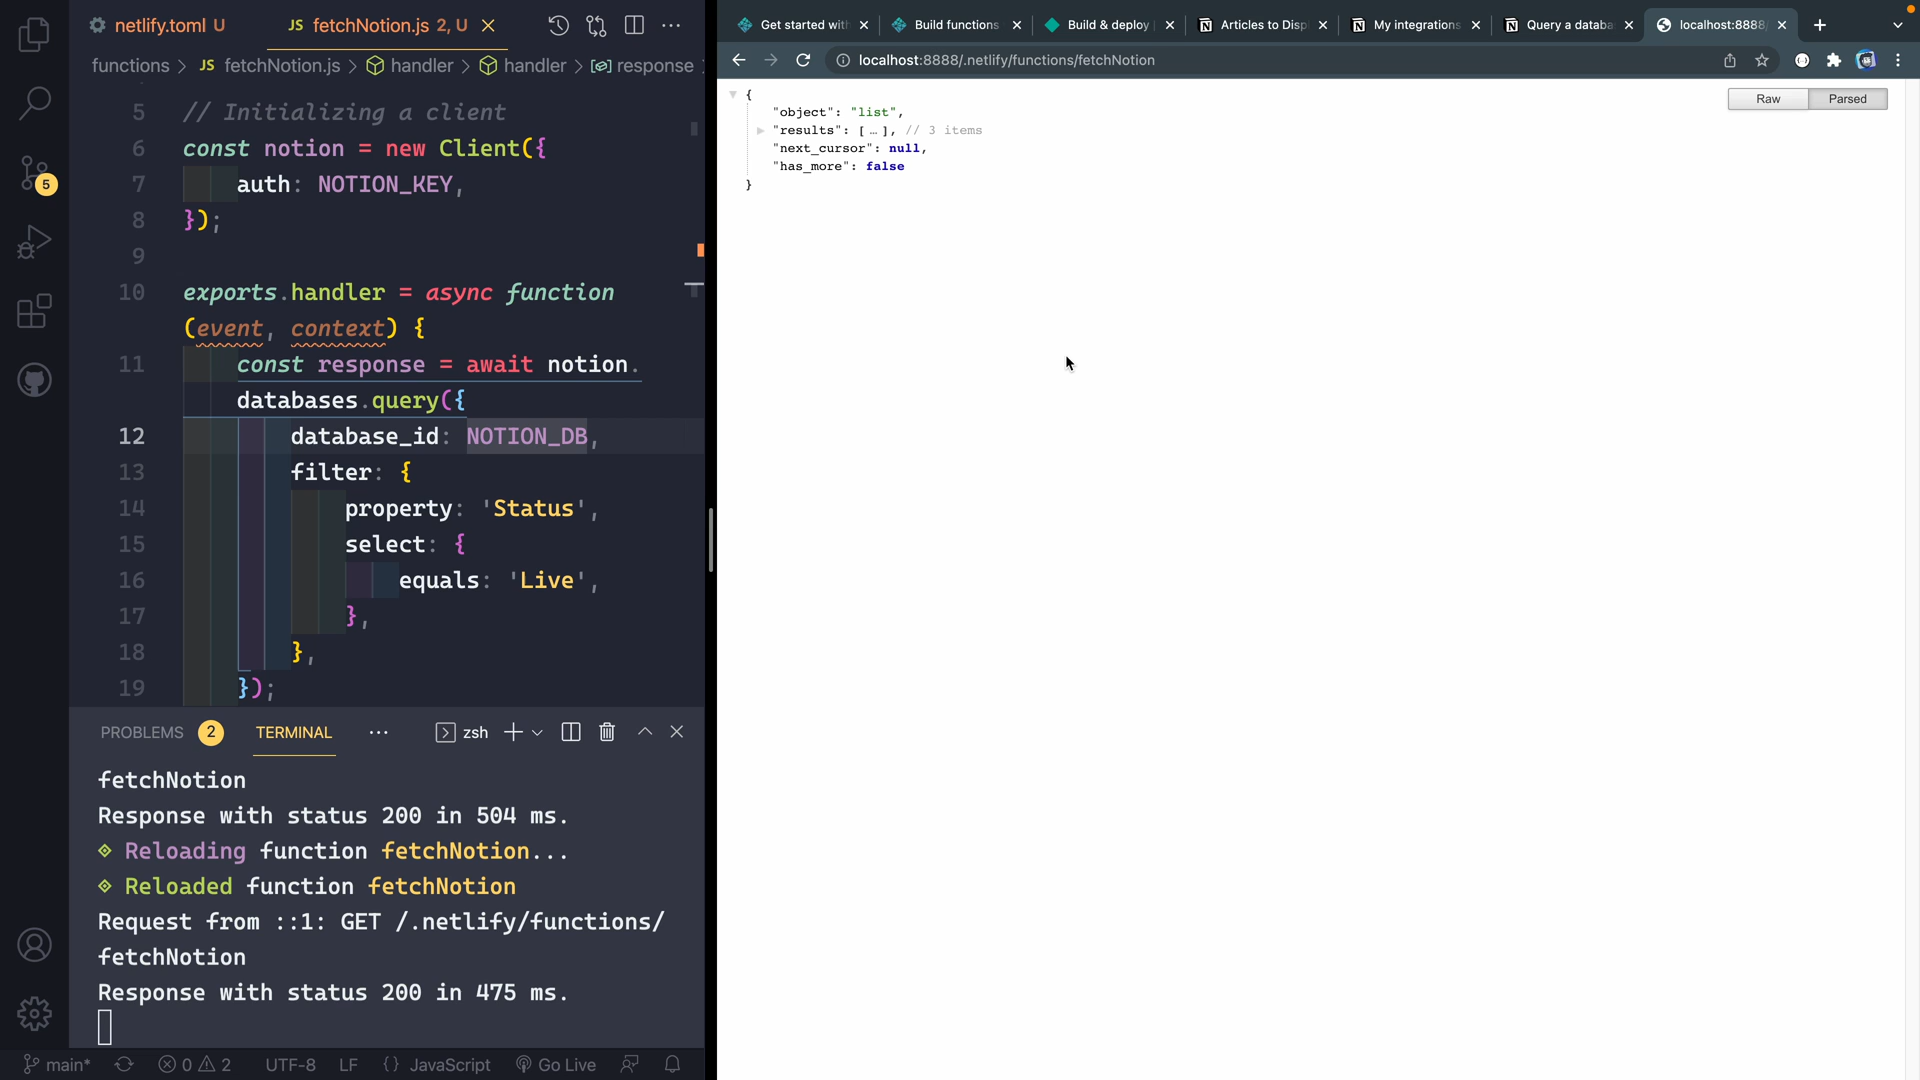 netlify.toml U
JS fetchNotion.js 2, U
functions > JS fetchNotion.js > handler > handler > response
5 // Initializing a client
6 const notion = new Client({
7 auth: NOTION_KEY,
8 });
9
10 exports.handler = async function
(event, context) {
11 const response = await notion.
databases.query({
12 database_id: NOTION_DB,
13 filter: {
14 property: 'Status',
15 select: {
16 equals: 'Live',
17 },
18 },
19 });
5
PROBLEMS 2 TERMINAL ... zsh
fetchNotion
Response with status 200 in 504 ms.
Reloading function fetchNotion...
Reloaded function fetchNotion
Request from ::1: GET /.netlify/functions/
fetchNotion
Response with status 200 in 475 ms.
main* 0 2 UTF-8 LF {} JavaScript Go Live
Get started with
Build functions
Build & deploy
Articles to Disp
My integrations
Query a databa
localhost:8888/
localhost:8888/.netlify/functions/fetchNotion
Raw Parsed
{
"object": "list",
"results": [ … ], // 3 items
"next_cursor": null,
"has_more": false
}